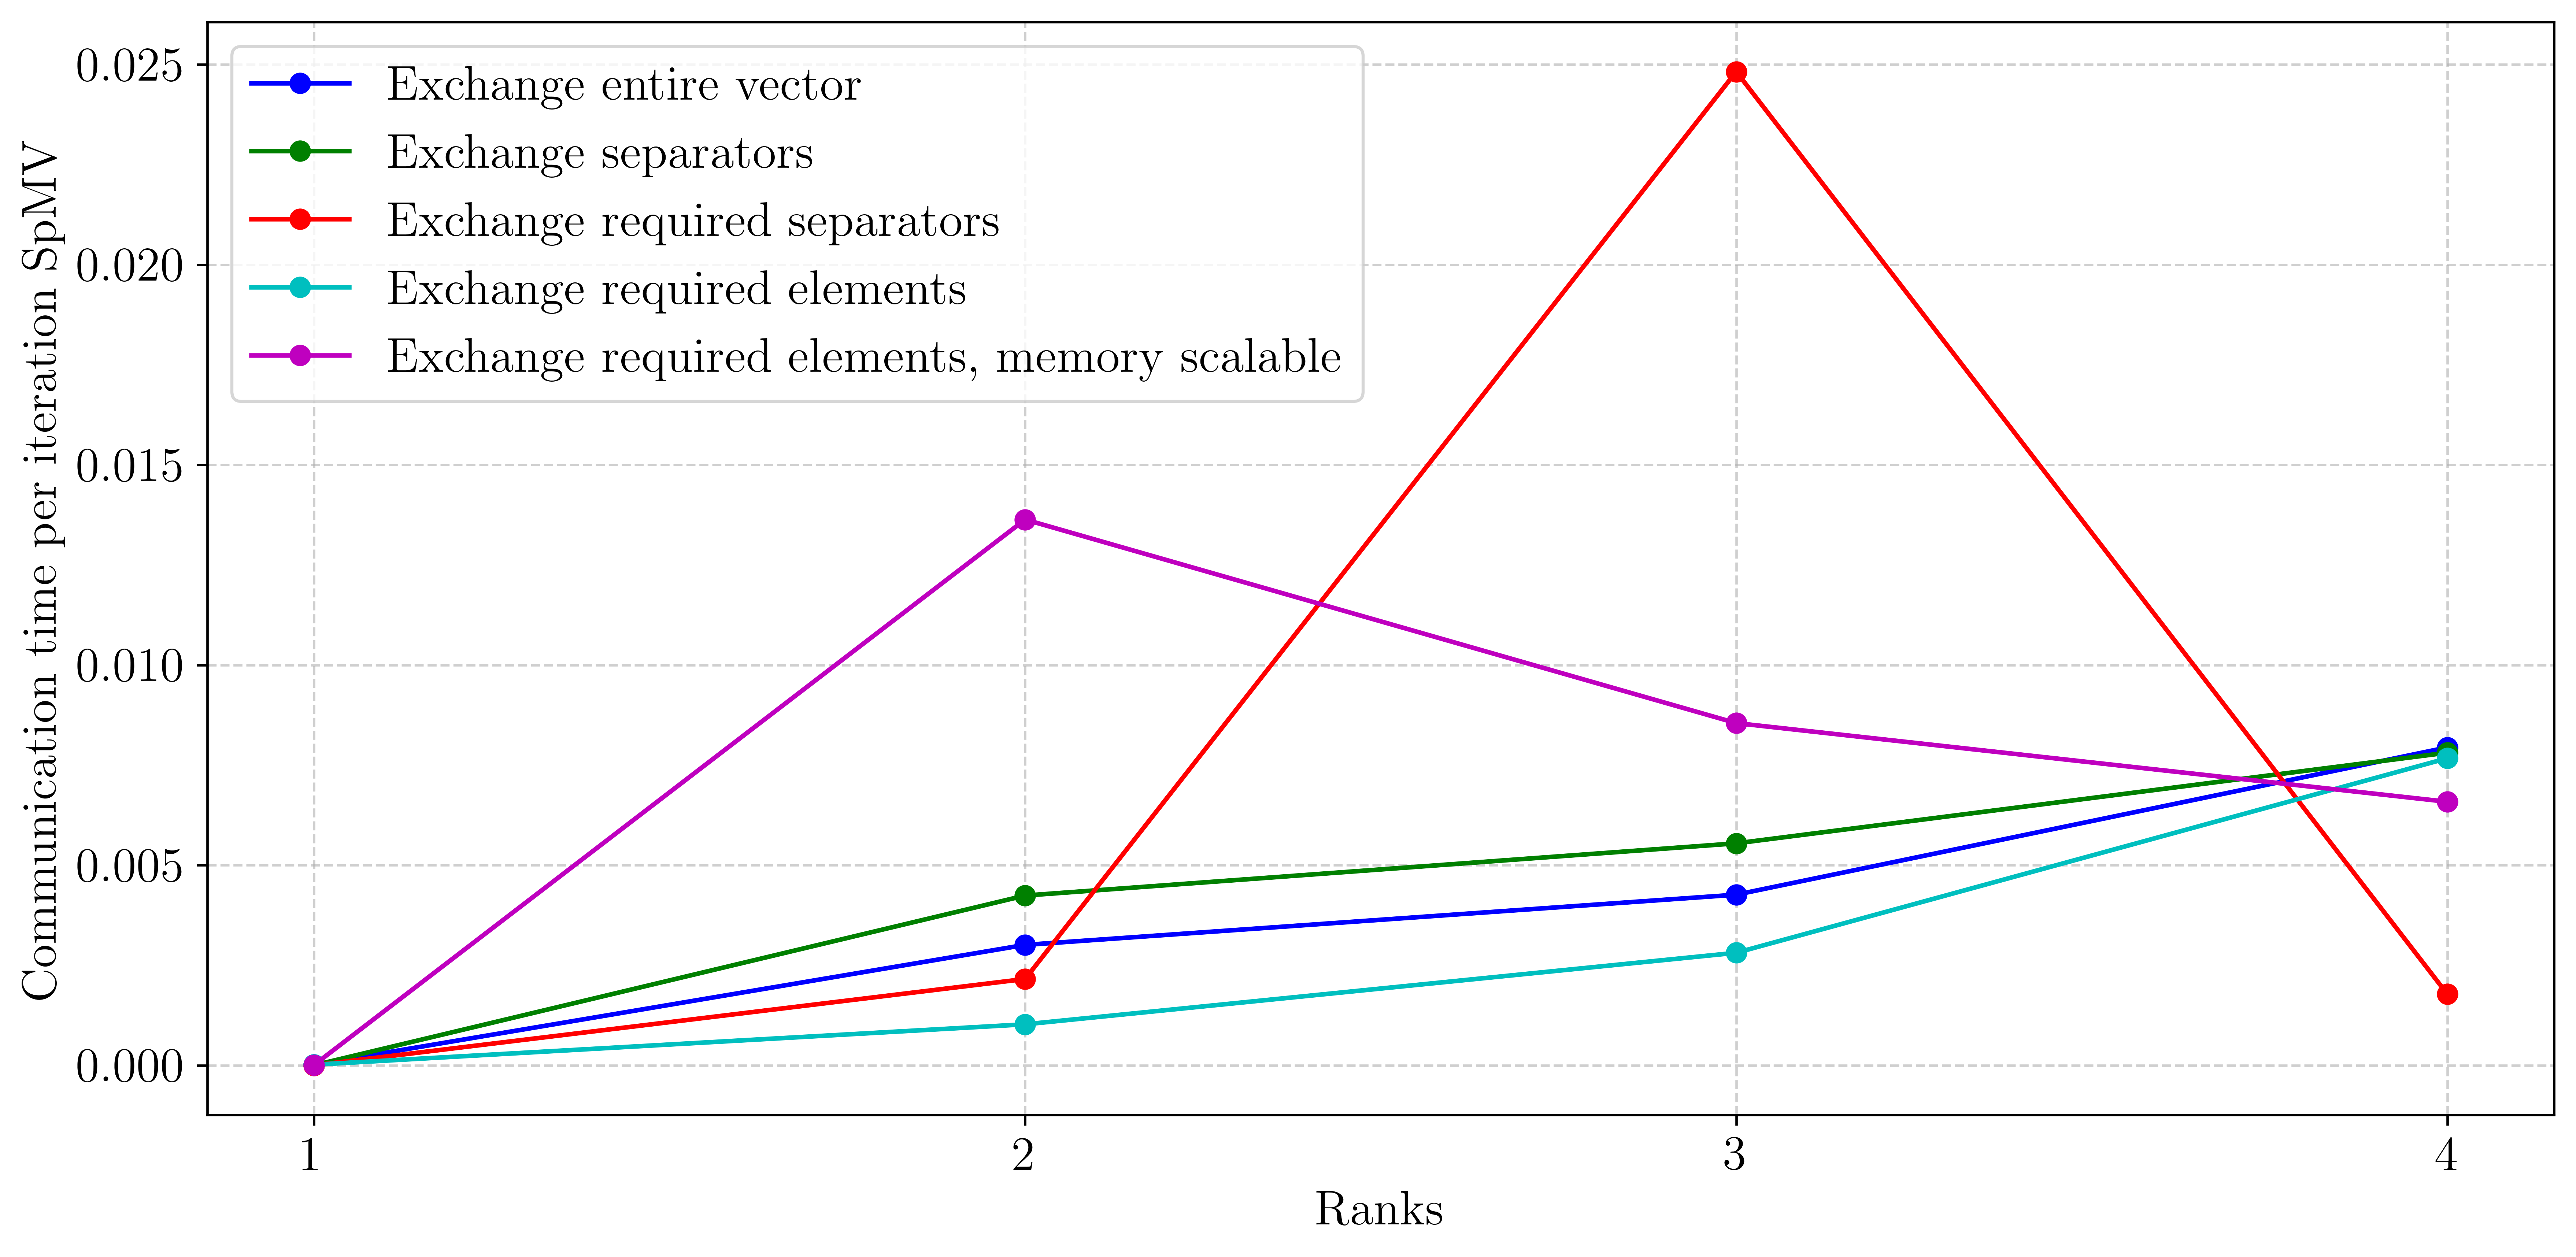 Communication time per iteration SpMV
0.025
0.020
0.015
0.010
0.005
0.000
Exchange entire vector
Exchange separators
Exchange required separators
Exchange required elements
Exchange required elements, memory scalable
1
2
3
4
Ranks